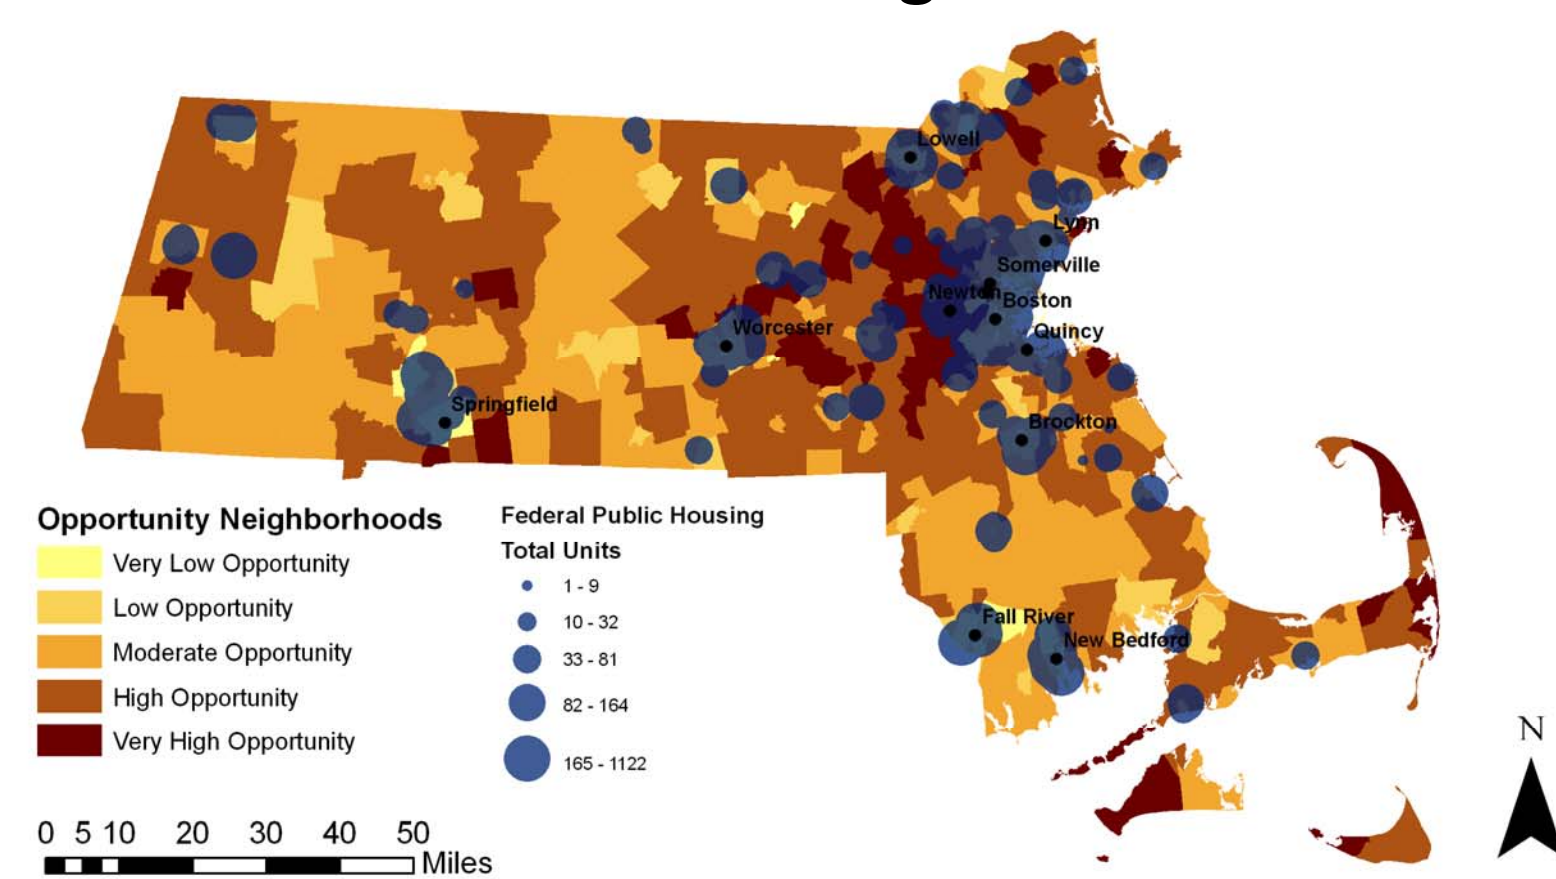 Lowell
Lynn
Somerville
Newton
Boston
Quincy
Worcester
Springfield
Brockton
Fall River
New Bedford
Opportunity Neighborhoods
Very Low Opportunity
Low Opportunity
Moderate Opportunity
High Opportunity
Very High Opportunity
Federal Public Housing
Total Units
1 - 9
10 - 32
33 - 81
82 - 164
165 - 1122
0 5 10 20 30 40 50
Miles
N